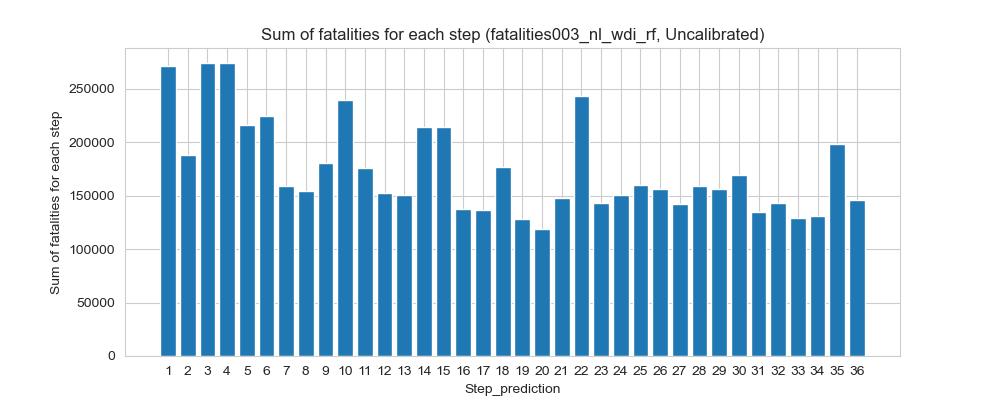 Sum of fatalities for each step (fatalities003_nl_wdi_rf, Uncalibrated)
Sum of fatalities for each step
250000
200000
150000
100000
50000
0
1 2 3 4 5 6 7 8 9 10 11 12 13 14 15 16 17 18 19 20 21 22 23 24 25 26 27 28 29 30 31 32 33 34 35 36
Step_prediction